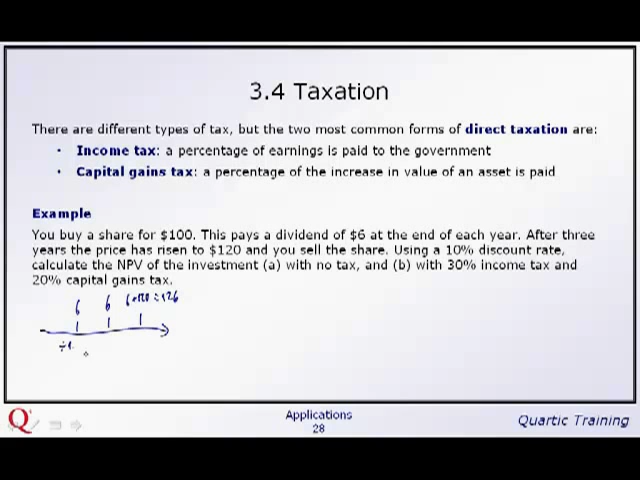 3.4 Taxation
There are different types of tax, but the two most common forms of direct taxation are:
• Income tax: a percentage of earnings is paid to the government
• Capital gains tax: a percentage of the increase in value of an asset is paid
Example
You buy a share for $100. This pays a dividend of $6 at the end of each year. After three
years the price has risen to $120 and you sell the share. Using a 10% discount rate,
calculate the NPV of the investment (a) with no tax, and (b) with 30% income tax and
20% capital gains tax.
6 6 6+120=126
÷1.
Q
Applications
28
Quartic Training